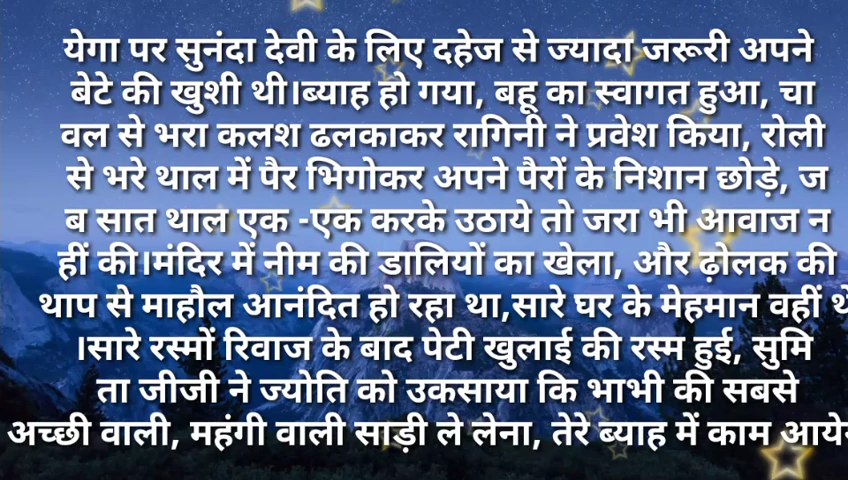 येगा पर सुनंदा देवी के लिए दहेज से ज्यादा जरूरी अपने
बेटे की खुशी थी।ब्याह हो गया, बहू का स्वागत हुआ, चा
वल से भरा कलश ढलकाकर रागिनी ने प्रवेश किया, रोली
से भरे थाल में पैर भिगोकर अपने पैरों के निशान छोड़े, ज
ब सात थाल एक -एक करके उठाये तो जरा भी आवाज न
हीं की।मंदिर में नीम की डालियों का खेला, और ढ़ोलक की
थाप से माहौल आनंदित हो रहा था,सारे घर के मेहमान वहीं थे
।सारे रस्मों रिवाज के बाद पेटी खुलाई की रस्म हुई, सुमि
ता जीजी ने ज्योति को उकसाया कि भाभी की सबसे
अच्छी वाली, महंगी वाली साड़ी ले लेना, तेरे ब्याह में काम